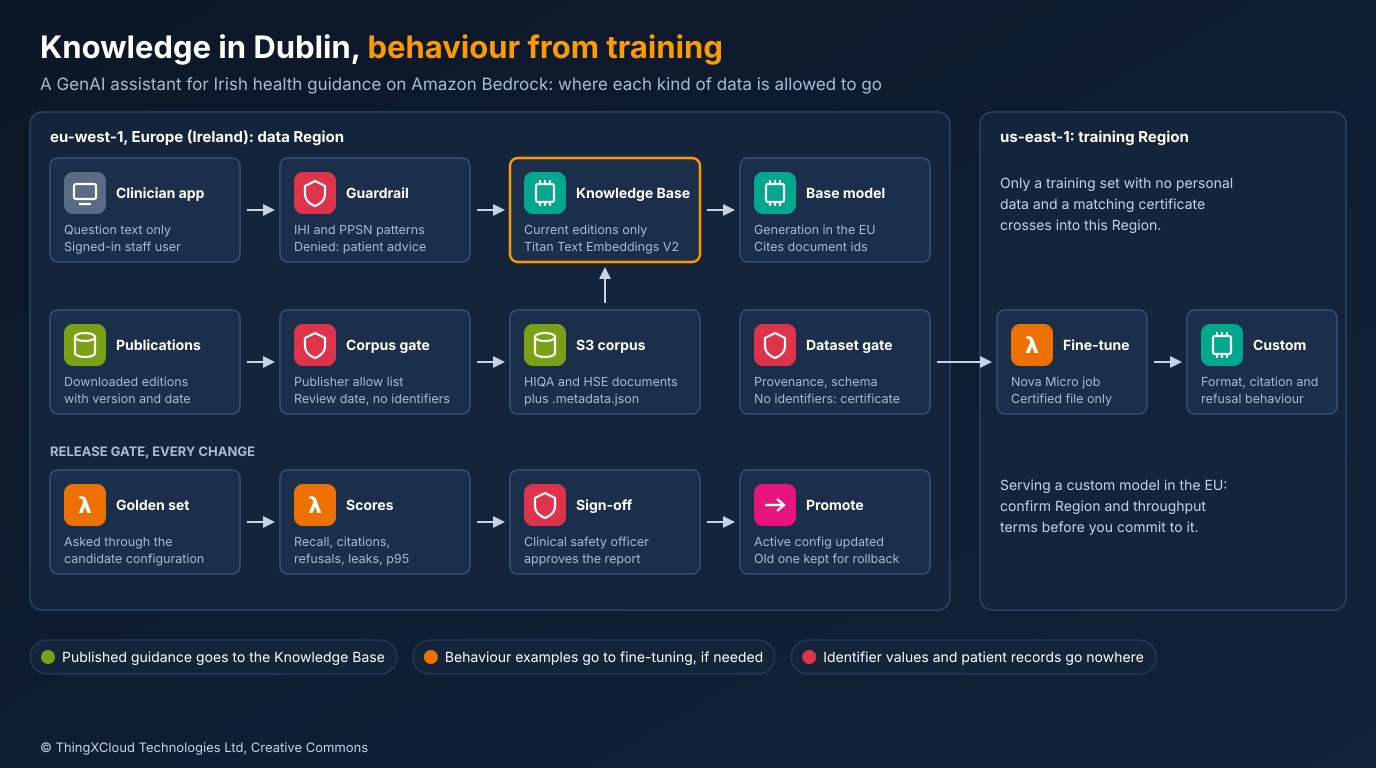 Knowledge in Dublin, behaviour from training
A GenAI assistant for Irish health guidance on Amazon Bedrock: where each kind of data is allowed to go
eu-west-1, Europe (Ireland): data Region
Clinician app
Question text only
Signed-in staff user
Guardrail
IHI and PPSN patterns
Denied: patient advice
Knowledge Base
Current editions only
Titan Text Embeddings V2
Base model
Generation in the EU
Cites document ids
Publications
Downloaded editions
with version and date
Corpus gate
Publisher allow list
Review date, no identifiers
S3 corpus
HIQA and HSE documents
plus .metadata.json
Dataset gate
Provenance, schema
No identifiers: certificate
RELEASE GATE, EVERY CHANGE
λ
Golden set
Asked through the
candidate configuration
λ
Scores
Recall, citations,
refusals, leaks, p95
Sign-off
Clinical safety officer
approves the report
Promote
Active config updated
Old one kept for rollback
us-east-1: training Region
Only a training set with no personal
data and a matching certificate
crosses into this Region.
λ
Fine-tune
Nova Micro job
Certified file only
Custom
Format, citation and
refusal behaviour
Serving a custom model in the EU:
confirm Region and throughput
terms before you commit to it.
Published guidance goes to the Knowledge Base
Behaviour examples go to fine-tuning, if needed
Identifier values and patient records go nowhere
© ThingXCloud Technologies Ltd, Creative Commons